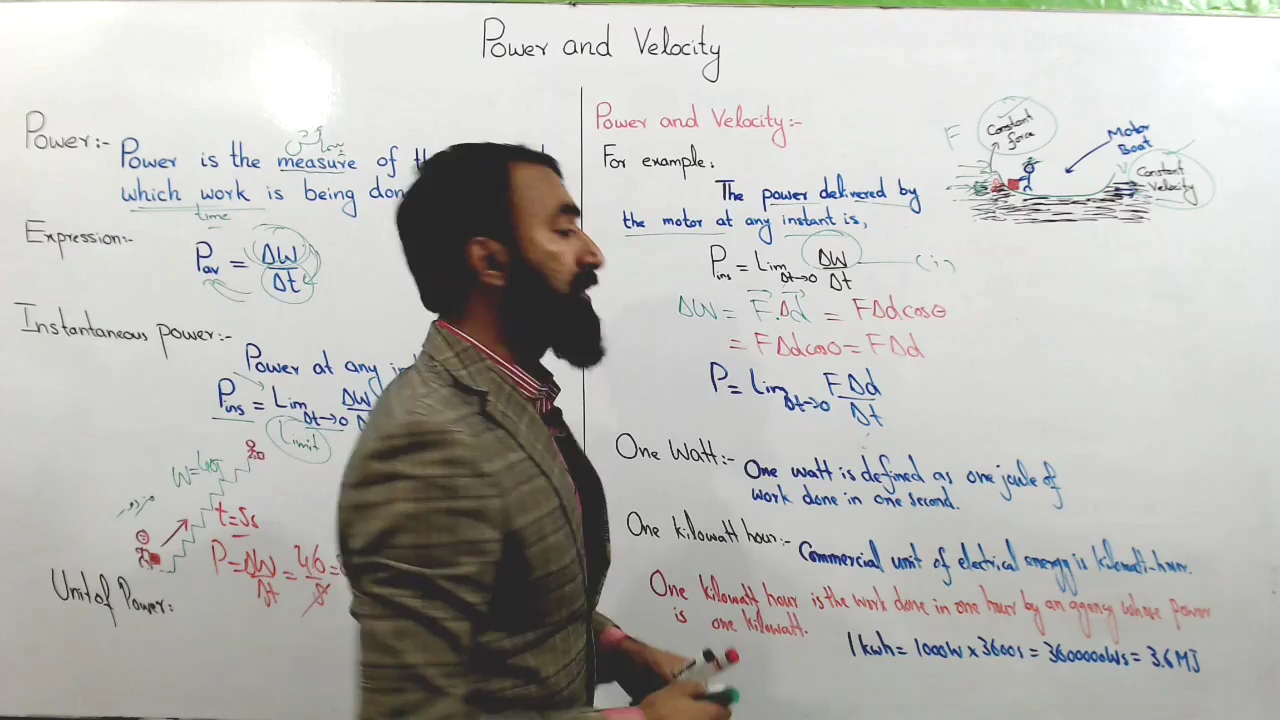 Power and Velocity
Power:-
پیمائش
Power is the measure of
which work is being don
time
Expression:-
Pav = ΔW/Δt
Instantaneous power:-
Power at any in
Pins = Lim Δt→0 ΔW
Limit
W=40J
t=5s
P=ΔW/Δt = 40/5 =
Unit of Power:
Power and Velocity:-
For example:
The power delivered by
the motor at any instant is,
Pins = Lim Δt→0 ΔW/Δt (i)
ΔW = F⃗.Δd⃗ = FΔdcosθ
= FΔdcos0 = FΔd
P = Lim Δt→0 FΔd/Δt
F
Constant
force
Motor
Boat
V
Constant
Velocity
One Watt:- One watt is defined as one joule of
work done in one second.
One kilowatt hour:- Commercial unit of electrical energy is kilowatt-hour.
One kilowatt hour is the work done in one hour by an agency whose power
is one kilowatt.
1kwh = 1000W x 3600s = 3600000Ws = 3.6MJ